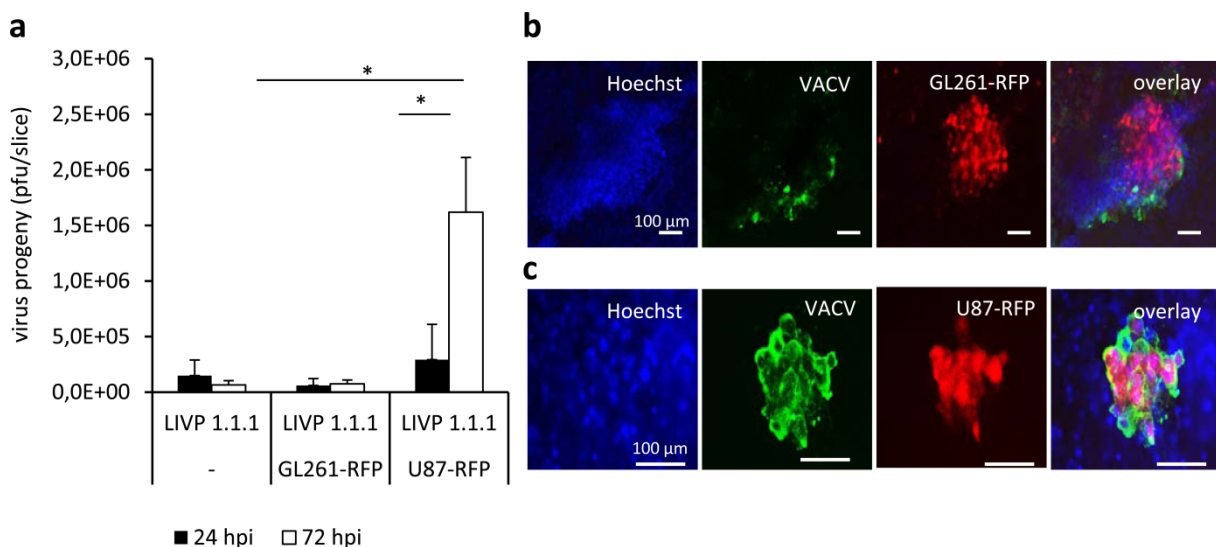 a
3,0E+06
2,5E+06
2,0E+06
1,5E+06
1,0E+06
5,0E+05
0,0E+00
virus progeny (pfu/slice)
*
*
LIVP 1.1.1 LIVP 1.1.1 LIVP 1.1.1
- GL261-RFP U87-RFP
24 hpi 72 hpi
b
Hoechst VACV GL261-RFP overlay
100 µm
c
Hoechst VACV U87-RFP overlay
100 µm